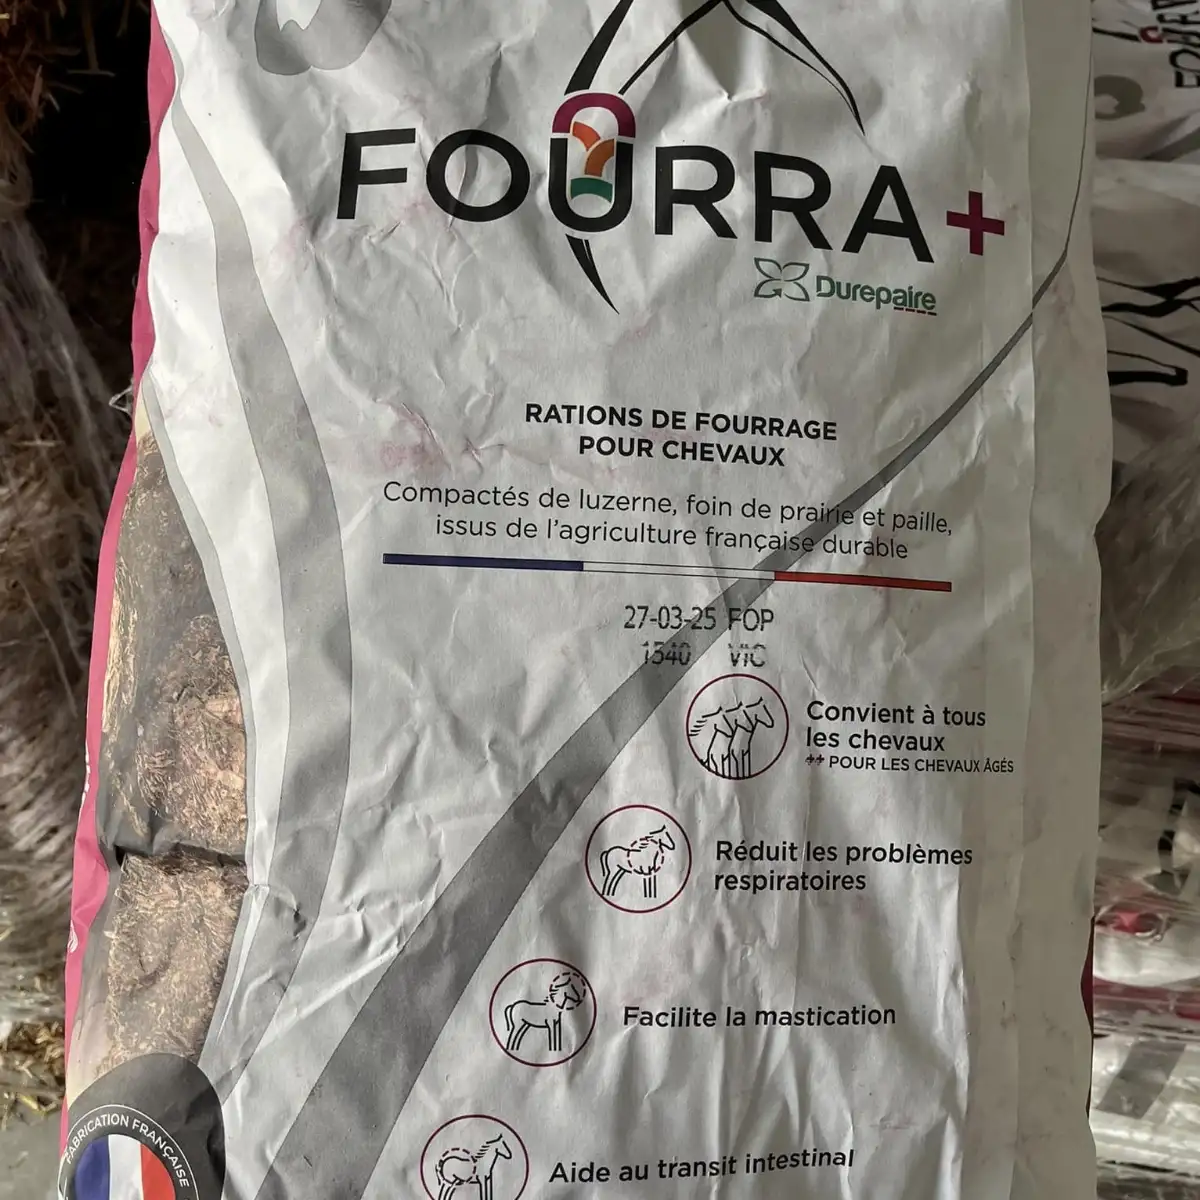 FOURRA+
Durepaire
RATIONS DE FOURRAGE
POUR CHEVAUX
Compactés de luzerne, foin de prairie et paille,
issus de l'agriculture française durable
27-03-25 FOP
1540 VIC
Convient à tous
les chevaux
++ POUR LES CHEVAUX ÂGÉS
Réduit les problèmes
respiratoires
Facilite la mastication
Aide au transit intestinal
FABRICATION FRANÇAISE